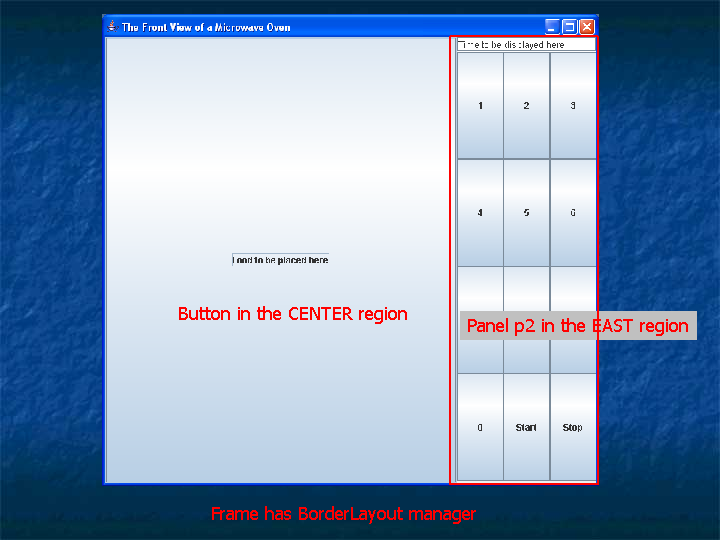 The Front View of a Microwave Oven
Time to be displayed here
1 2 3
4 5 6
Food to be placed here
Button in the CENTER region
Panel p2 in the EAST region
0 Start Stop
Frame has BorderLayout manager